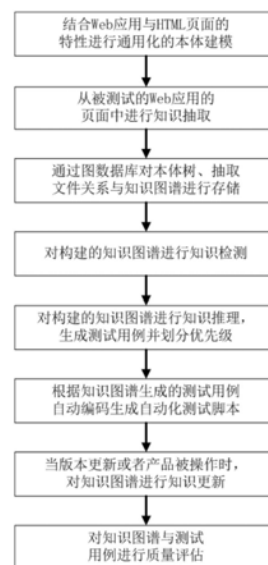 结合Web应用与HTML页面的
特性进行通用化的本体建模
从被测试的Web应用的
页面中进行知识抽取
通过图数据库对本体树、抽取
文件关系与知识图谱进行存储
对构建的知识图谱进行知识检测
对构建的知识图谱进行知识推理，
生成测试用例并划分优先级
根据知识图谱生成的测试用例
自动编码生成自动化测试脚本
当版本更新或者产品被操作时，
对知识图谱进行知识更新
对知识图谱与测试
用例进行质量评估